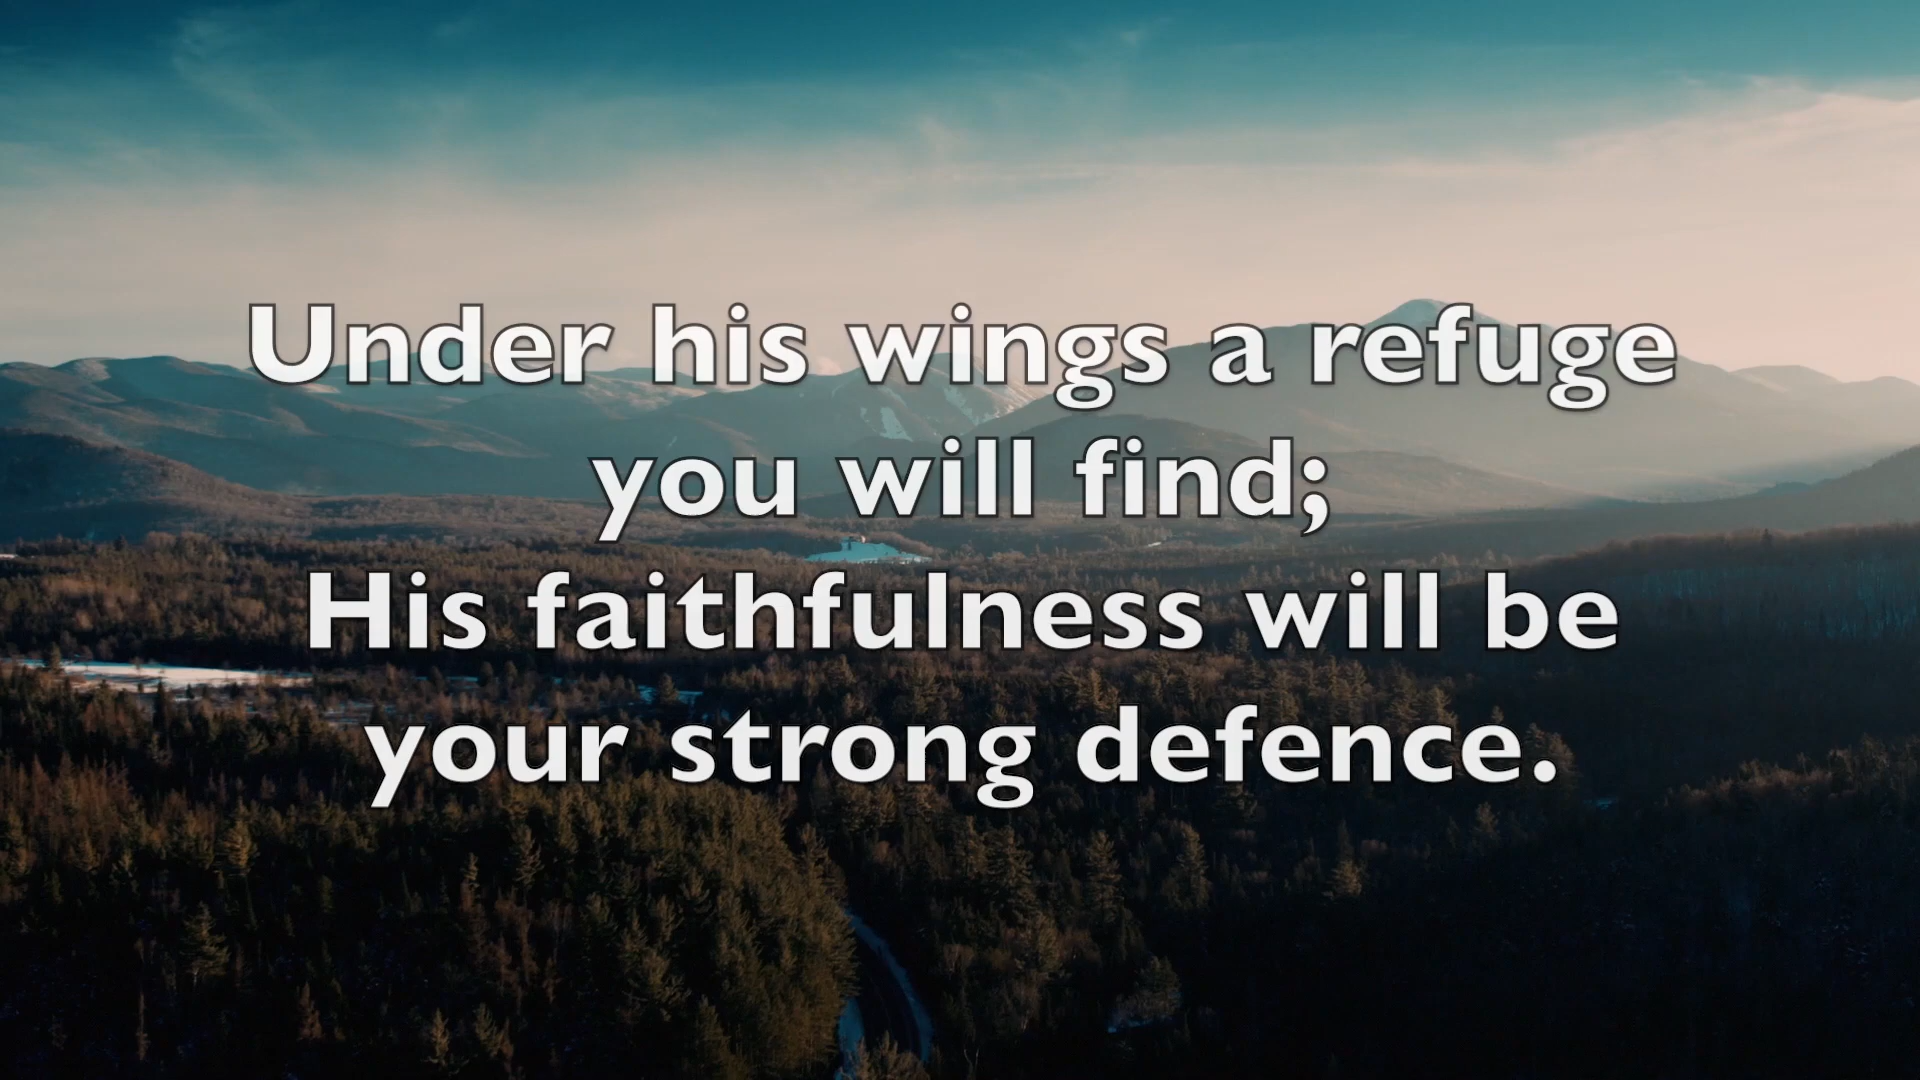 Under his wings a refuge
you will find;
His faithfulness will be
your strong defence.